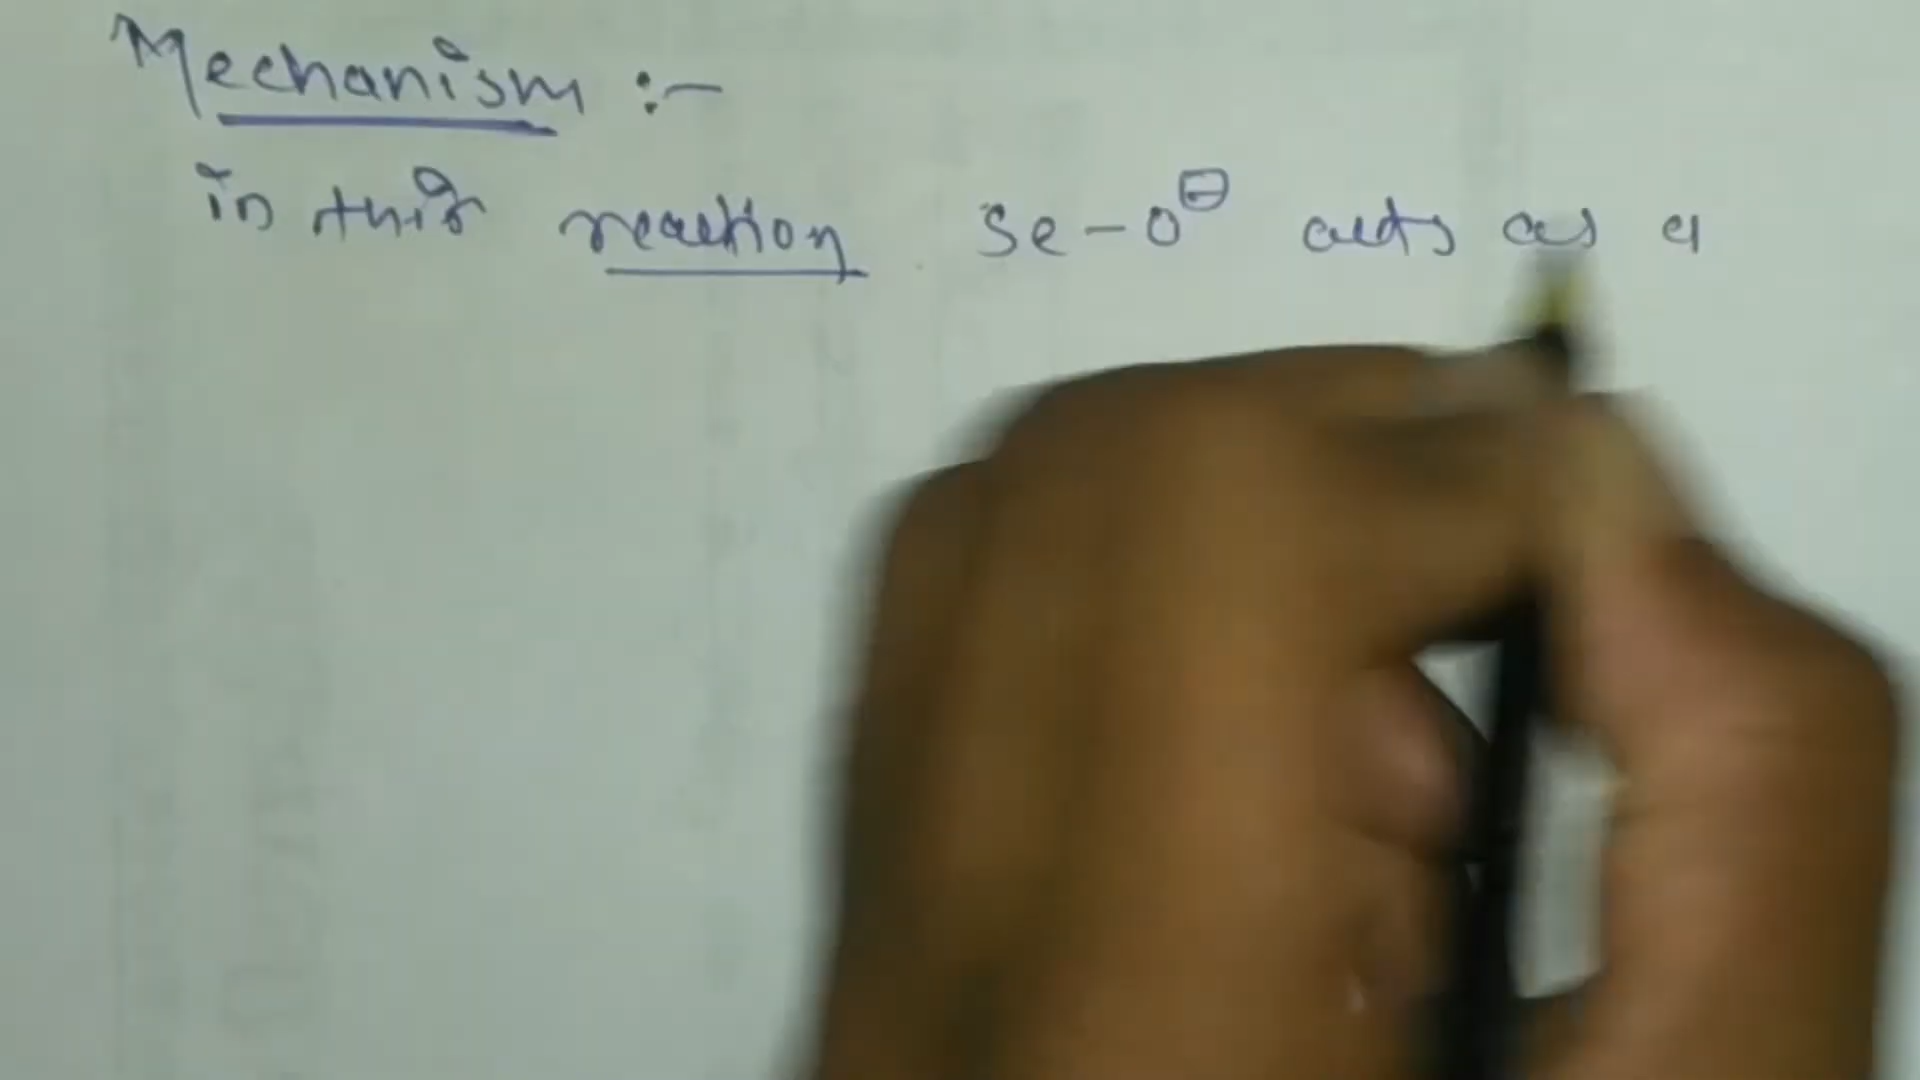 Mechanism :-
in this reaction se-O⊖ acts as a